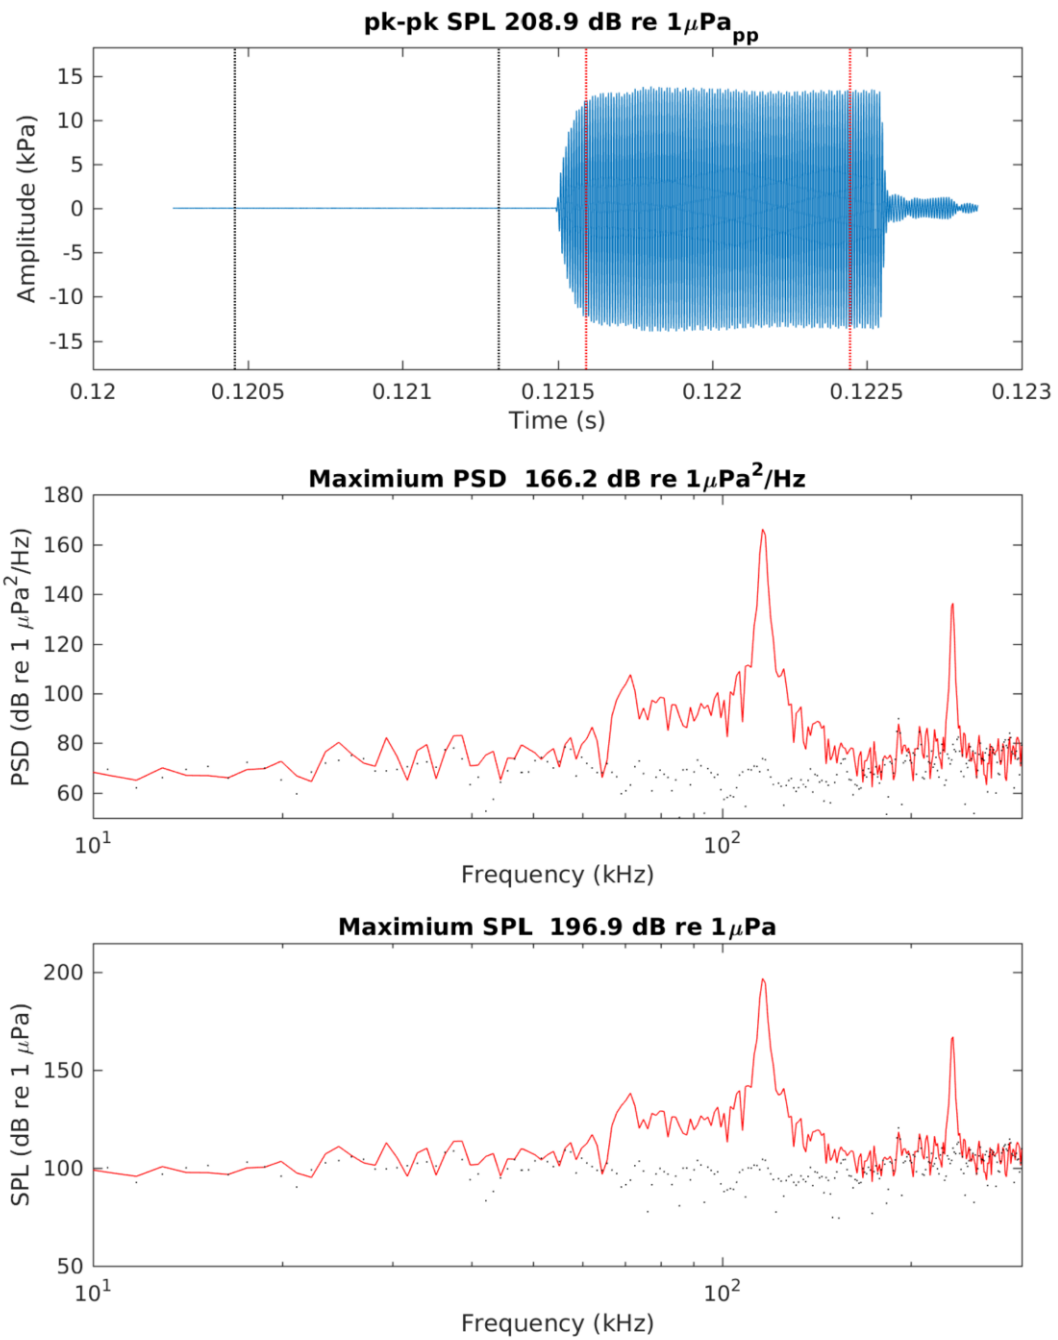 pk-pk SPL 208.9 dB re 1μPa_pp
15
10
5
0
-5
-10
-15
Amplitude (kPa)
0.12 0.1205 0.121 0.1215 0.122 0.1225 0.123
Time (s)
Maximium PSD 166.2 dB re 1μPa²/Hz
180
160
140
120
100
80
60
PSD (dB re 1 μPa²/Hz)
10¹ 10²
Frequency (kHz)
Maximium SPL 196.9 dB re 1μPa
200
150
100
50
SPL (dB re 1 μPa)
10¹ 10²
Frequency (kHz)